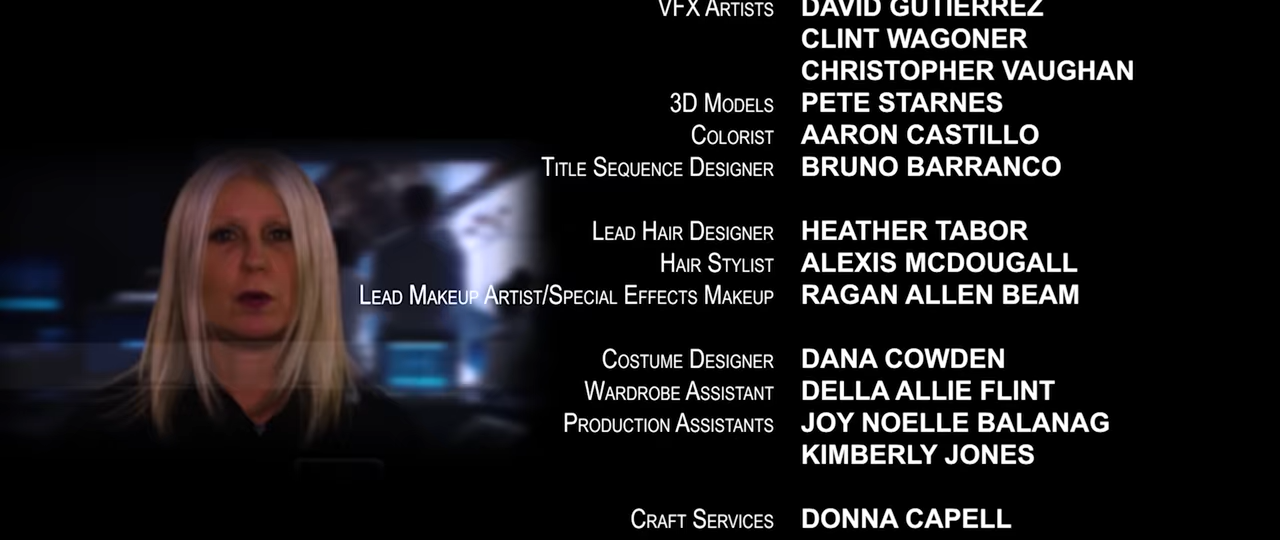 VFX Artists DAVID GUTIERREZ
CLINT WAGONER
CHRISTOPHER VAUGHAN
3D Models PETE STARNES
Colorist AARON CASTILLO
Title Sequence Designer BRUNO BARRANCO
Lead Hair Designer HEATHER TABOR
Hair Stylist ALEXIS MCDOUGALL
Lead Makeup Artist/Special Effects Makeup RAGAN ALLEN BEAM
Costume Designer DANA COWDEN
Wardrobe Assistant DELLA ALLIE FLINT
Production Assistants JOY NOELLE BALANAG
KIMBERLY JONES
Craft Services DONNA CAPELL